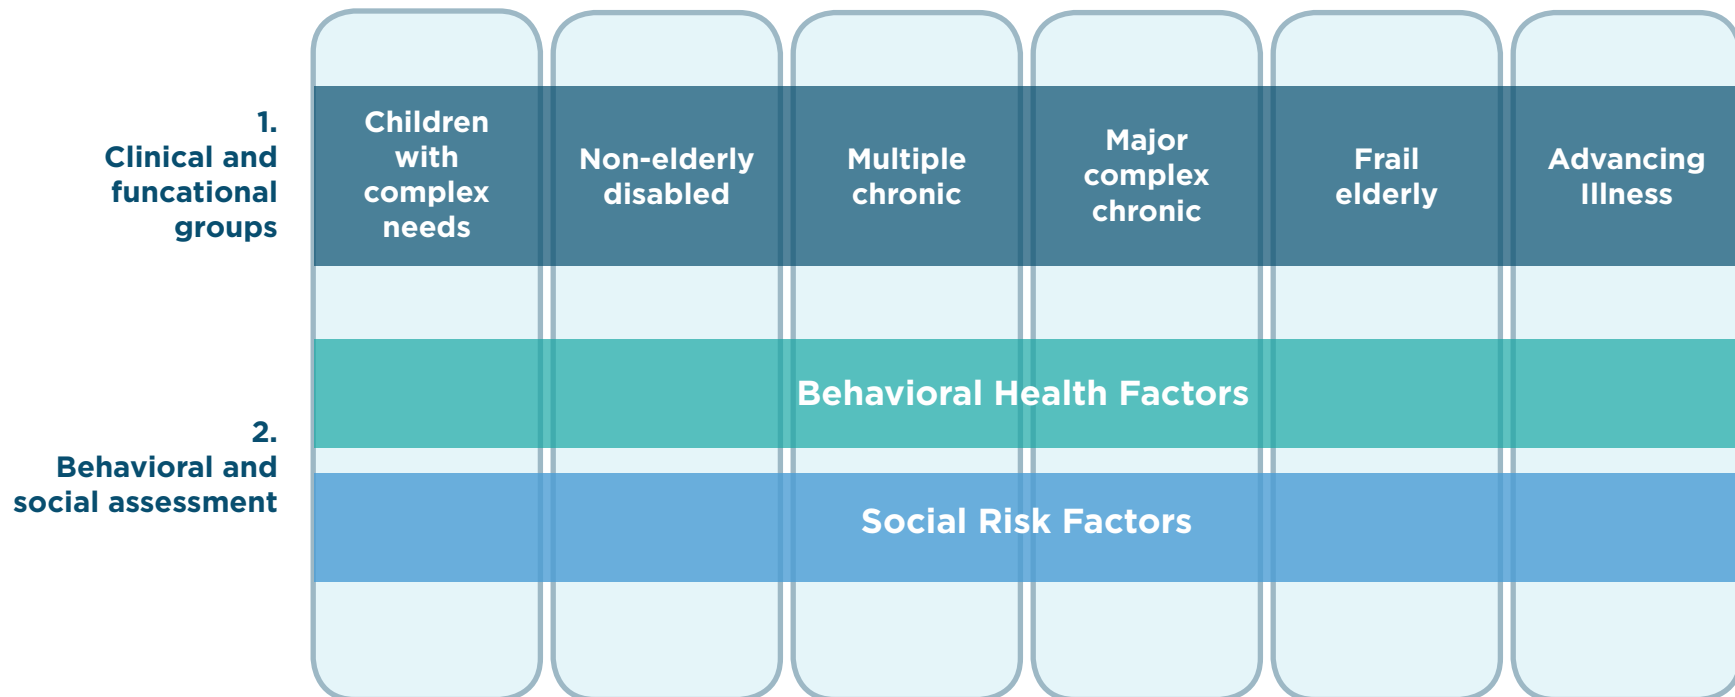 1.
Clinical and
funcational
groups
Children
with
complex
needs
Non-elderly
disabled
Multiple
chronic
Major
complex
chronic
Frail
elderly
Advancing
Illness
2.
Behavioral and
social assessment
Behavioral Health Factors
Social Risk Factors